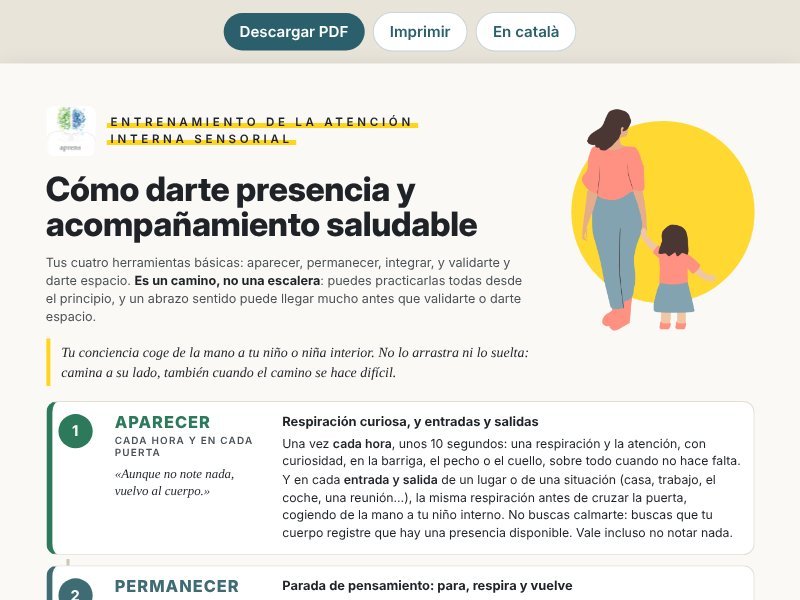 Descargar PDF
Imprimir
En català
ENTRENAMIENTO DE LA ATENCIÓN
INTERNA SENSORIAL
Cómo darte presencia y
acompañamiento saludable
Tus cuatro herramientas básicas: aparecer, permanecer, integrar, y validarte y
darte espacio. Es un camino, no una escalera: puedes practicarlas todas desde
el principio, y un abrazo sentido puede llegar mucho antes que validarte o darte
espacio.
Tu conciencia coge de la mano a tu niño o niña interior. No lo arrastra ni lo suelta:
camina a su lado, también cuando el camino se hace difícil.
1
APARECER
CADA HORA Y EN CADA
PUERTA
«Aunque no note nada,
vuelvo al cuerpo.»
Respiración curiosa, y entradas y salidas
Una vez cada hora, unos 10 segundos: una respiración y la atención, con
curiosidad, en la barriga, el pecho o el cuello, sobre todo cuando no hace falta.
Y en cada entrada y salida de un lugar o de una situación (casa, trabajo, el
coche, una reunión…), la misma respiración antes de cruzar la puerta,
cogiendo de la mano a tu niño interno. No buscas calmarte: buscas que tu
cuerpo registre que hay una presencia disponible. Vale incluso no notar nada.
2
PERMANECER
Parada de pensamiento: para, respira y vuelve